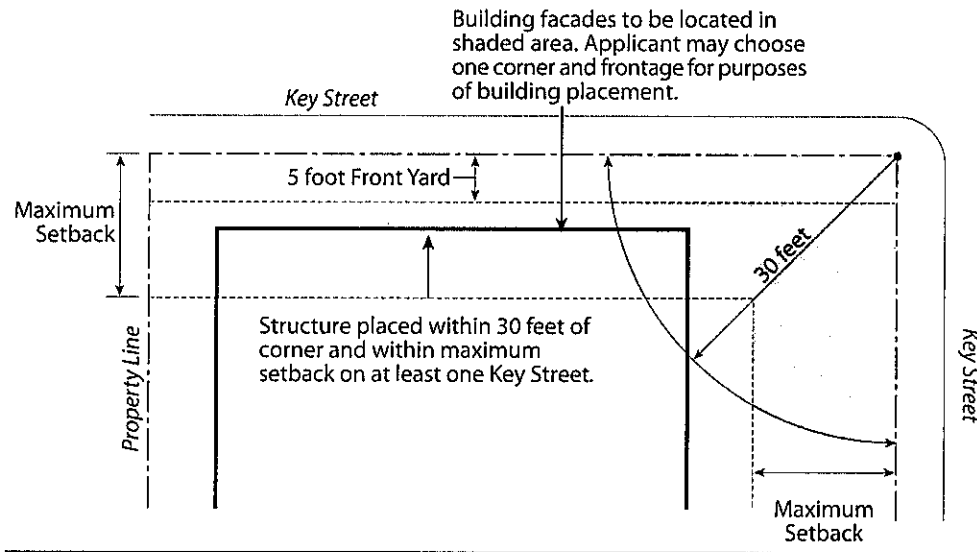 Building facades to be located in
shaded area. Applicant may choose
one corner and frontage for purposes
of building placement.
Key Street
5 foot Front Yard
Maximum
Setback
30 feet
Structure placed within 30 feet of
corner and within maximum
setback on at least one Key Street.
Property Line
Key Street
Maximum
Setback